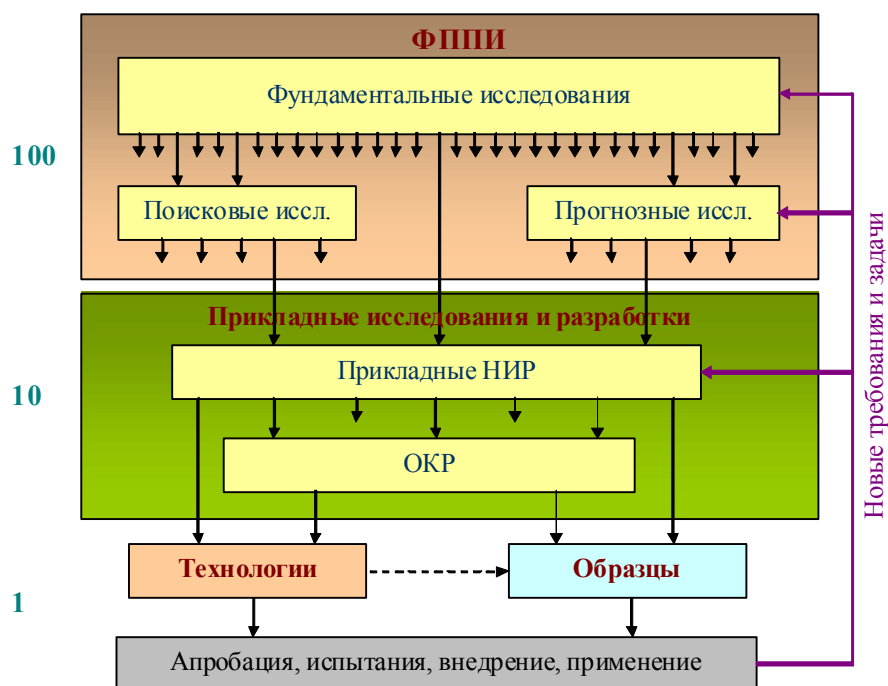 ФППИ
Фундаментальные исследования
100
Поисковые иссл.
Прогнозные иссл.
Прикладные исследования и разработки
Прикладные НИР
10
ОКР
Технологии
Образцы
1
Апробация, испытания, внедрение, применение
Новые требования и задачи